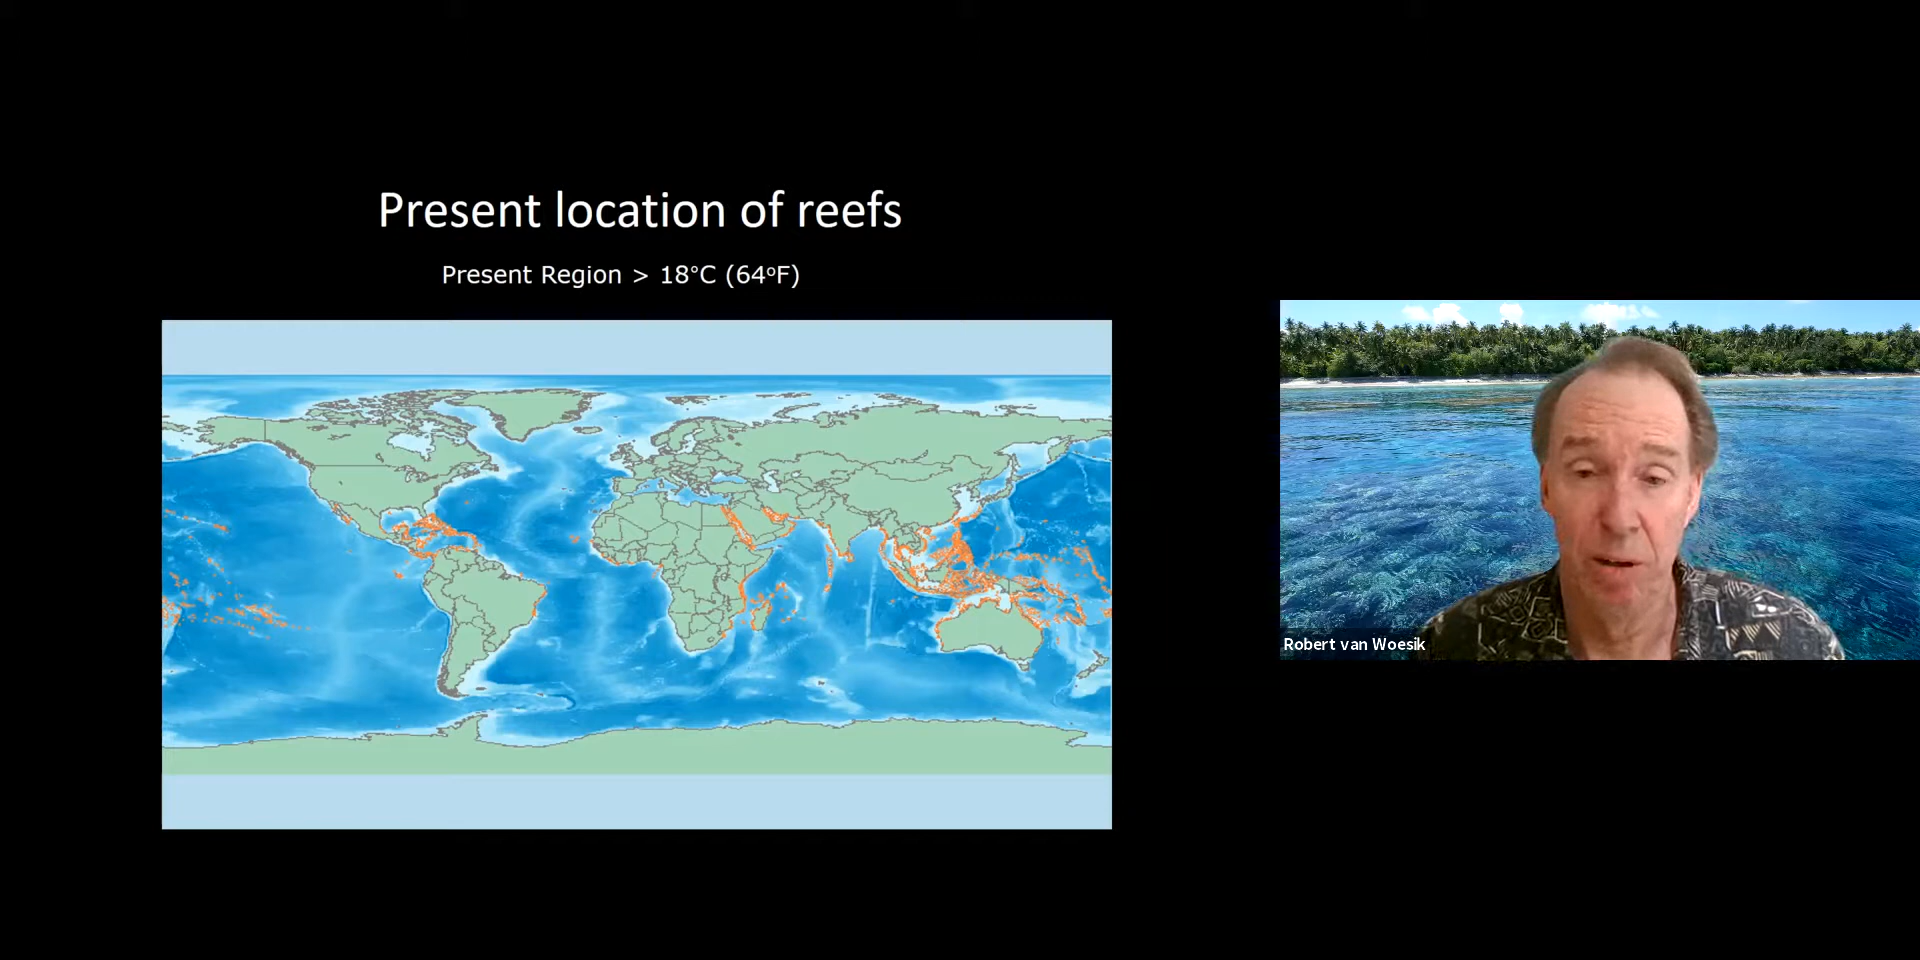 Present location of reefs
Present Region > 18°C (64ºF)
Robert van Woesik